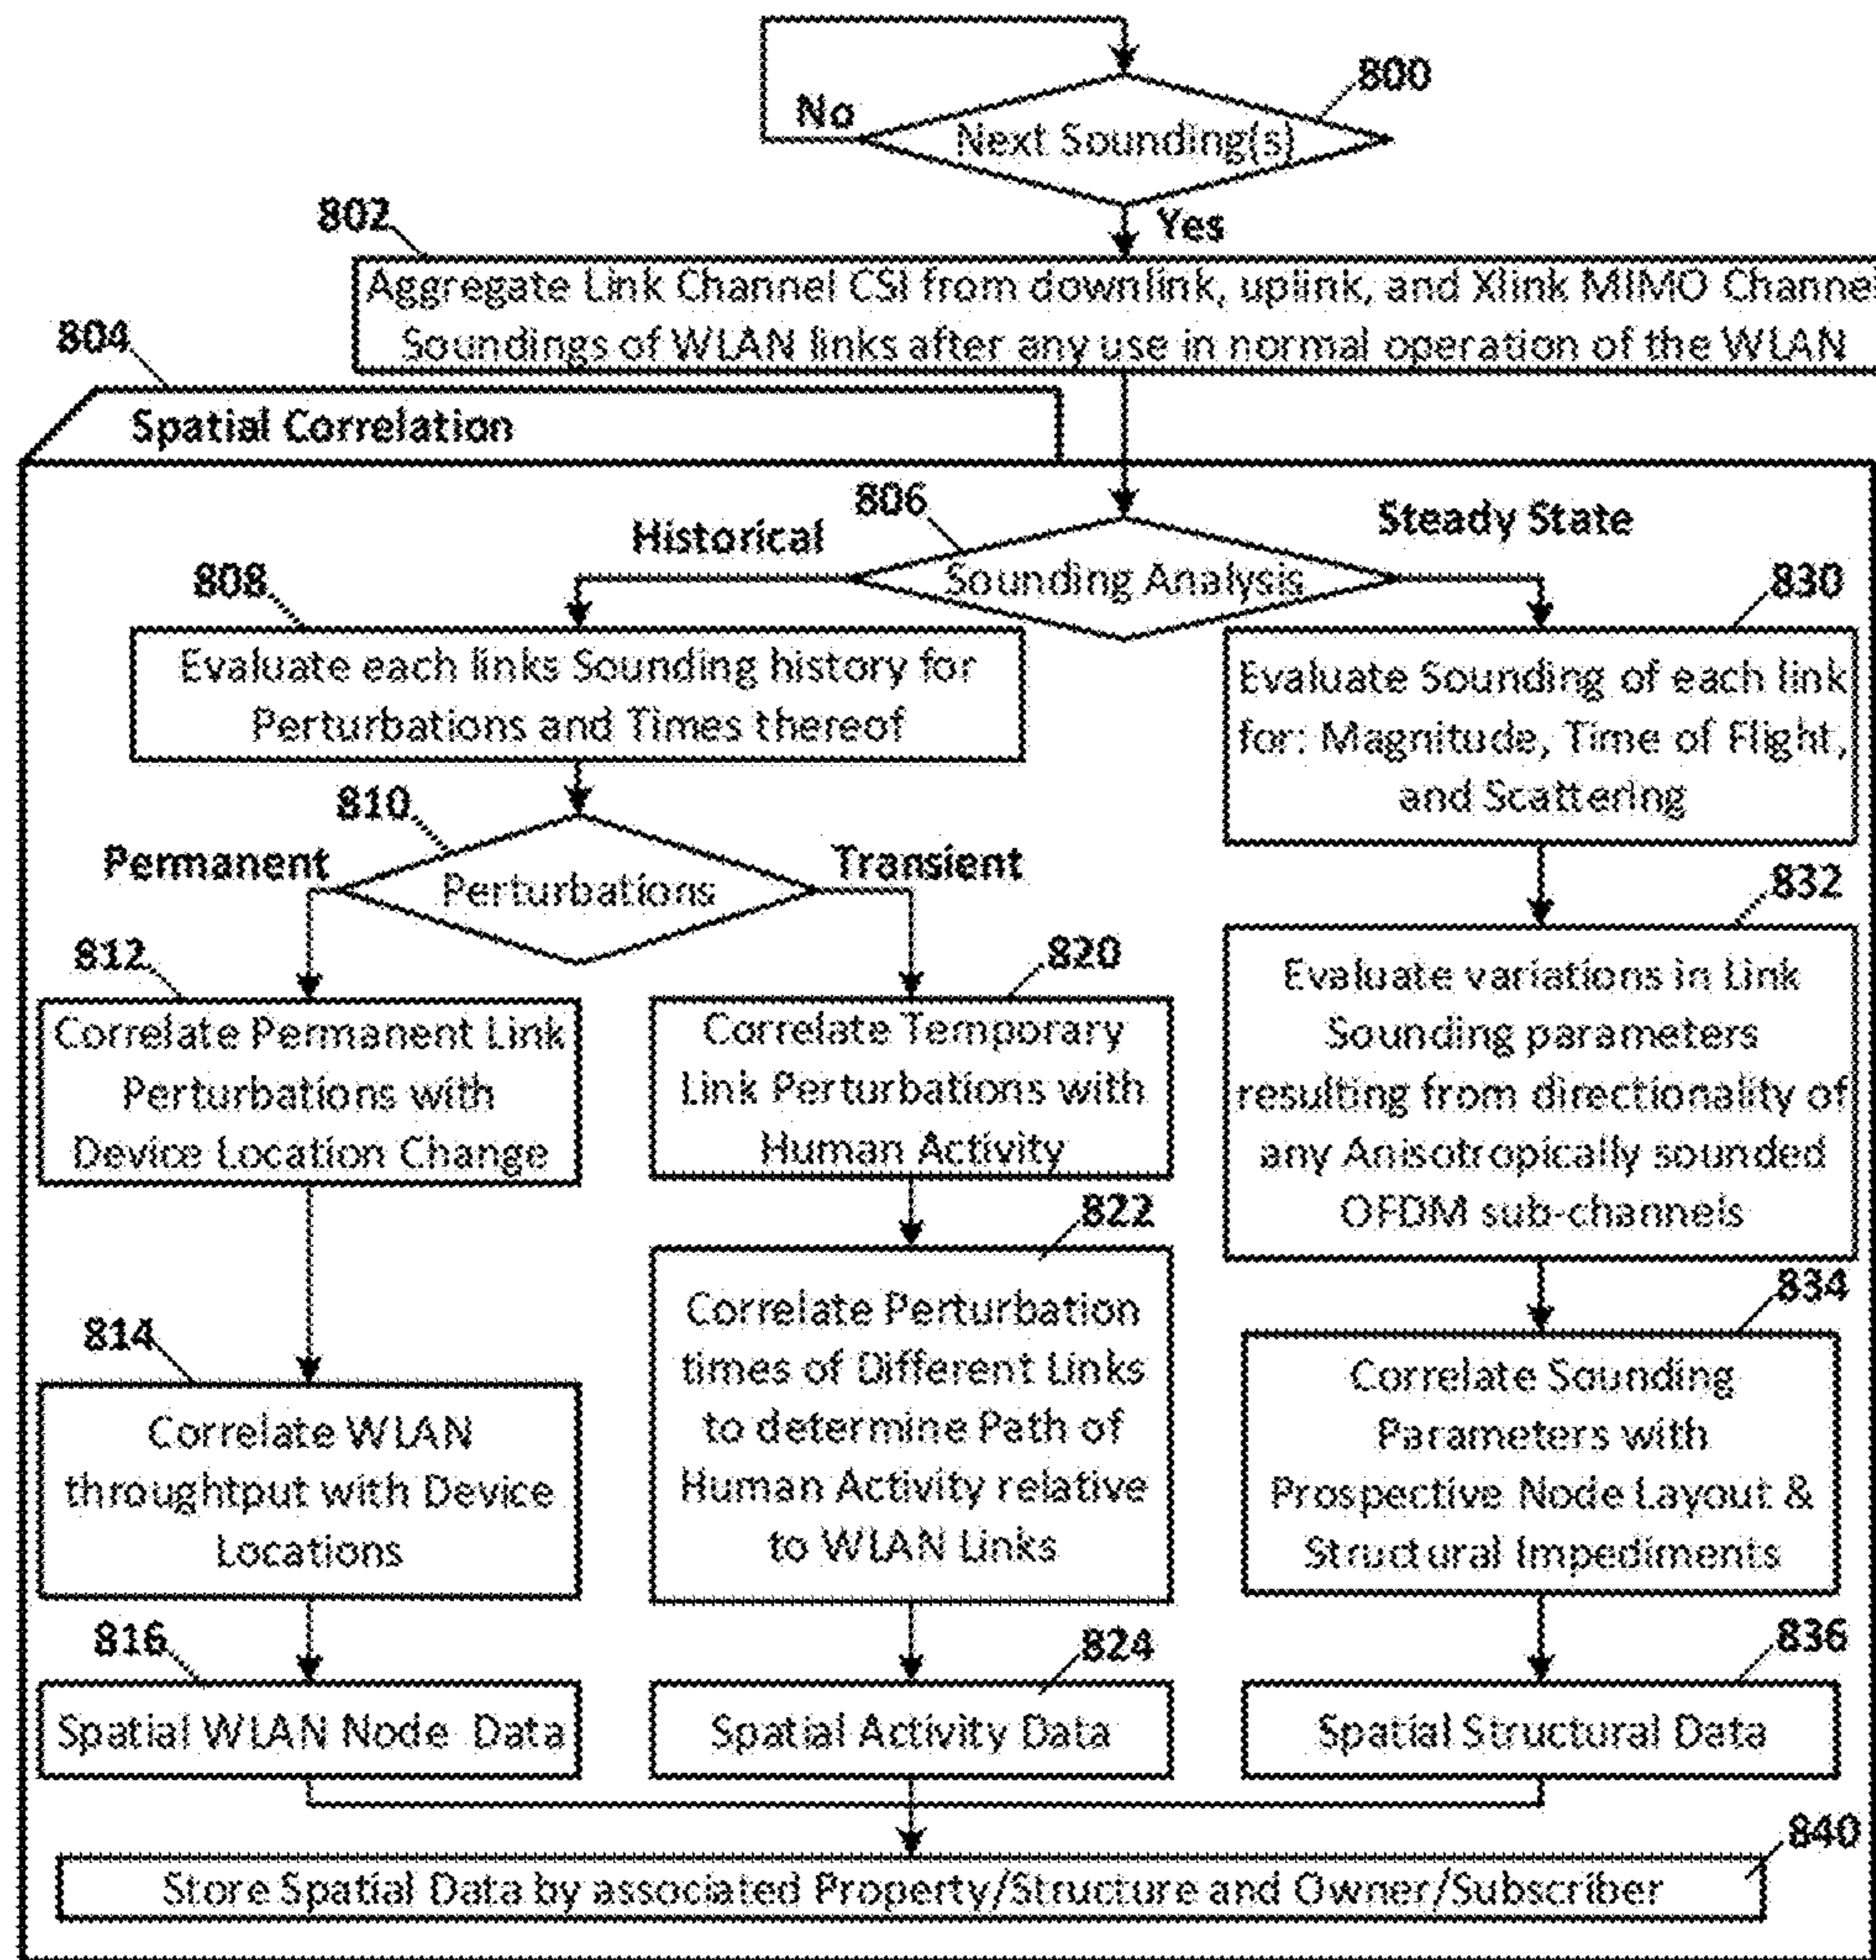 800
No
Next Sounding(s)
802
Yes
Aggregate Link Channel CSI from downlink, uplink, and Xlink MIMO Channel
Soundings of WLAN links after any use in normal operation of the WLAN
804
Spatial Correlation
806
Historical
Steady State
Sounding Analysis
808
Evaluate each links Sounding history for
Perturbations and Times thereof
830
Evaluate Sounding of each link
for: Magnitude, Time of Flight,
and Scattering
810
Permanent
Transient
Perturbations
812
Correlate Permanent Link
Perturbations with
Device Location Change
820
Correlate Temporary
Link Perturbations with
Human Activity
832
Evaluate variations in Link
Sounding parameters
resulting from directionality of
any Anisotropically sounded
OFDM sub-channels
814
Correlate WLAN
throughtput with Device
Locations
822
Correlate Perturbation
times of Different Links
to determine Path of
Human Activity relative
to WLAN Links
834
Correlate Sounding
Parameters with
Prospective Node Layout &
Structural Impediments
816
Spatial WLAN Node Data
824
Spatial Activity Data
836
Spatial Structural Data
840
Store Spatial Data by associated Property/Structure and Owner/Subscriber